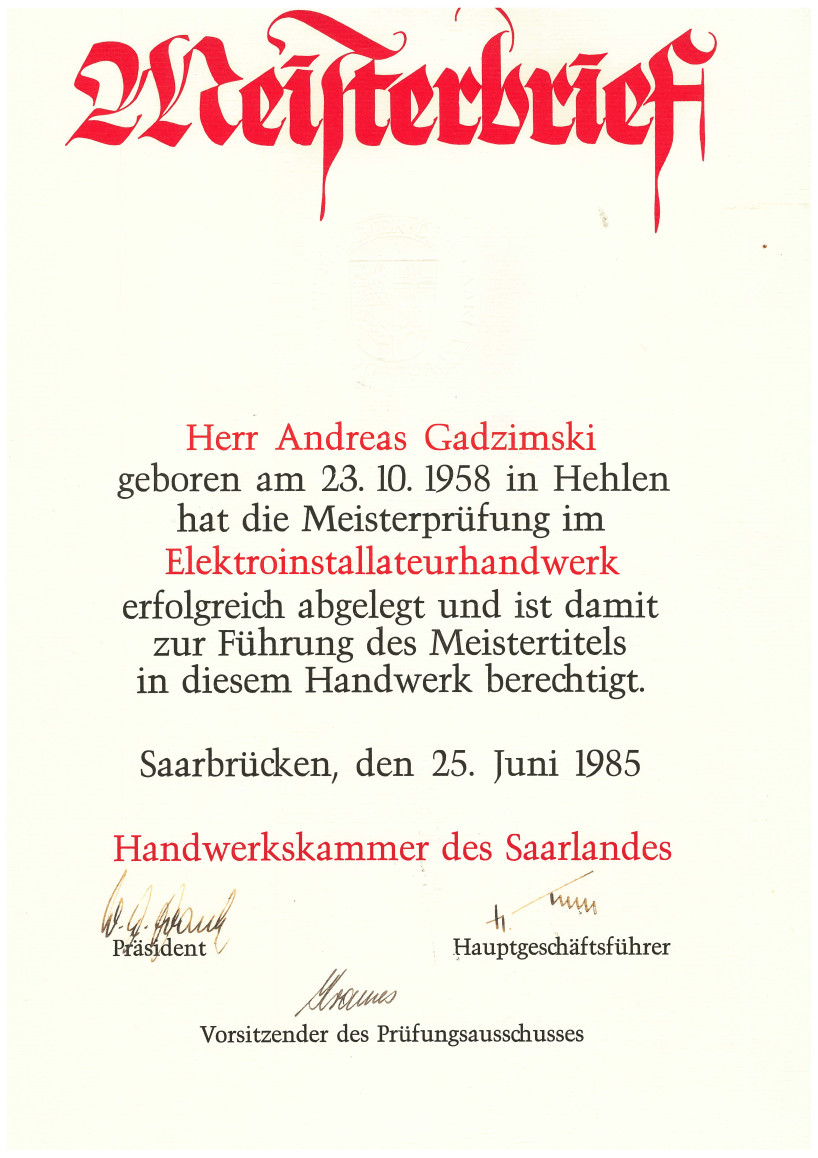 Meisterbrief
Herr Andreas Gadzimski
geboren am 23. 10. 1958 in Hehlen
hat die Meisterprüfung im
Elektroinstallateurhandwerk
erfolgreich abgelegt und ist damit
zur Führung des Meistertitels
in diesem Handwerk berechtigt.
Saarbrücken, den 25. Juni 1985
Handwerkskammer des Saarlandes
Präsident
Hauptgeschäftsführer
Vorsitzender des Prüfungsausschusses